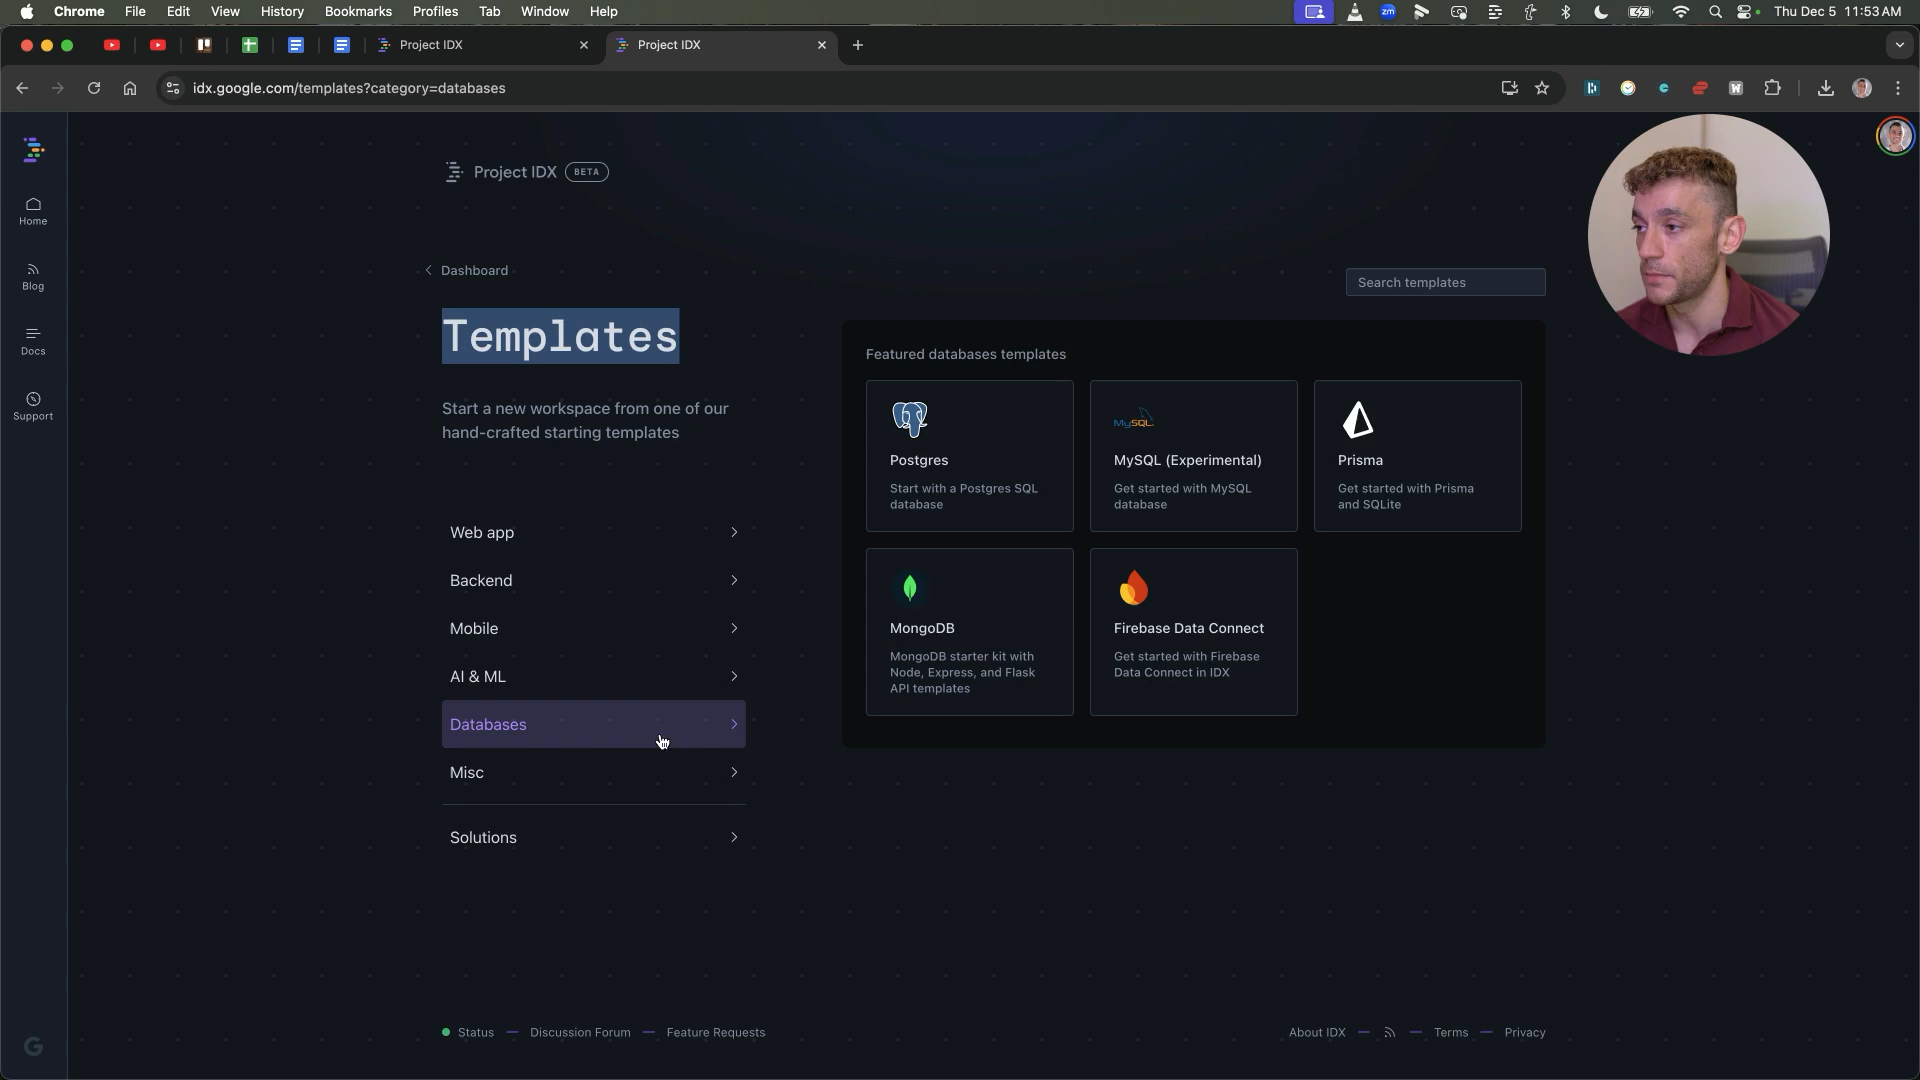 Chrome File Edit View History Bookmarks Profiles Tab Window Help
zm
Thu Dec 5 11:53 AM
Project IDX
Project IDX
idx.google.com/templates?category=databases
Project IDX BETA
Home
Blog
Docs
Support
Dashboard
Search templates
Templates
Start a new workspace from one of our
hand-crafted starting templates
Web app
Backend
Mobile
AI & ML
Databases
Misc
Solutions
Featured databases templates
Postgres
Start with a Postgres SQL
database
MySQL
MySQL (Experimental)
Get started with MySQL
database
Prisma
Get started with Prisma
and SQLite
MongoDB
MongoDB starter kit with
Node, Express, and Flask
API templates
Firebase Data Connect
Get started with Firebase
Data Connect in IDX
Status — Discussion Forum — Feature Requests
About IDX — — Terms — Privacy
G